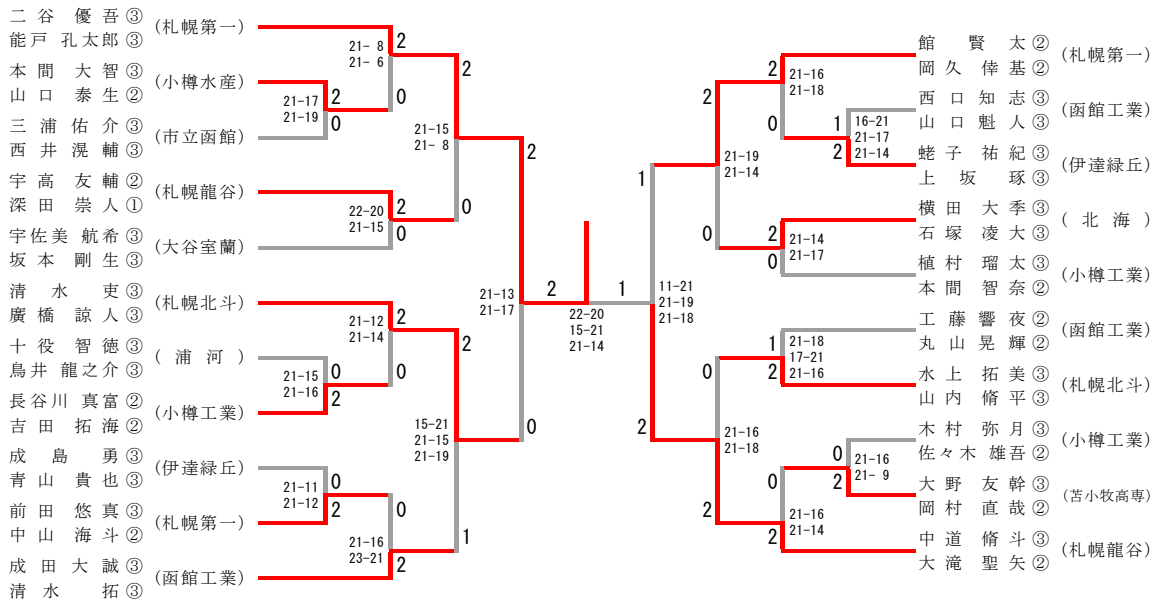 二 谷 優 吾 ③
能 戸 孔太郎 ③
(札幌第一)
本 間 大 智 ③
山 口 泰 生 ②
(小樽水産)
三 浦 佑 介 ③
西 井 滉 輔 ③
(市立函館)
宇 高 友 輔 ②
深 田 崇 人 ①
(札幌龍谷)
宇佐美 航 希 ③
坂 本 剛 生 ③
(大谷室蘭)
清 水 吏 ③
廣 橋 諒 人 ③
(札幌北斗)
十 役 智 徳 ③
鳥 井 龍之介 ③
( 浦 河 )
長谷川 真 富 ②
吉 田 拓 海 ②
(小樽工業)
成 島 勇 ③
青 山 貴 也 ③
(伊達緑丘)
前 田 悠 真 ③
中 山 海 斗 ②
(札幌第一)
成 田 大 誠 ③
清 水 拓 ③
(函館工業)
21- 8
21- 6
2
0
21-17
21-19
2
0
21-15
21- 8
2
0
22-20
21-15
2
0
21-12
21-14
2
0
21-15
21-16
0
2
15-21
21-15
21-19
2
1
21-11
21-12
0
2
21-16
23-21
0
2
21-13
21-17
2
0
2
1
22-20
15-21
21-14
11-21
21-19
21-18
1
2
21-19
21-14
2
0
21-16
21-18
2
0
16-21
21-17
21-14
1
2
21-14
21-17
2
0
21-16
21-18
0
2
21-18
17-21
21-16
1
2
21-16
21- 9
0
2
21-16
21-14
0
2
館 賢 太 ②
岡 久 倖 基 ②
(札幌第一)
西 口 知 志 ③
山 口 魁 人 ③
(函館工業)
蛯 子 祐 紀 ③
上 坂 琢 ③
(伊達緑丘)
横 田 大 季 ③
石 塚 凌 大 ③
( 北 海 )
植 村 瑠 太 ③
本 間 智 奈 ②
(小樽工業)
工 藤 響 夜 ②
丸 山 晃 輝 ②
(函館工業)
水 上 拓 美 ③
山 内 脩 平 ③
(札幌北斗)
木 村 弥 月 ③
佐々木 雄 吾 ②
(小樽工業)
大 野 友 幹 ③
岡 村 直 哉 ②
(苫小牧高専)
中 道 脩 斗 ③
大 滝 聖 矢 ②
(札幌龍谷)